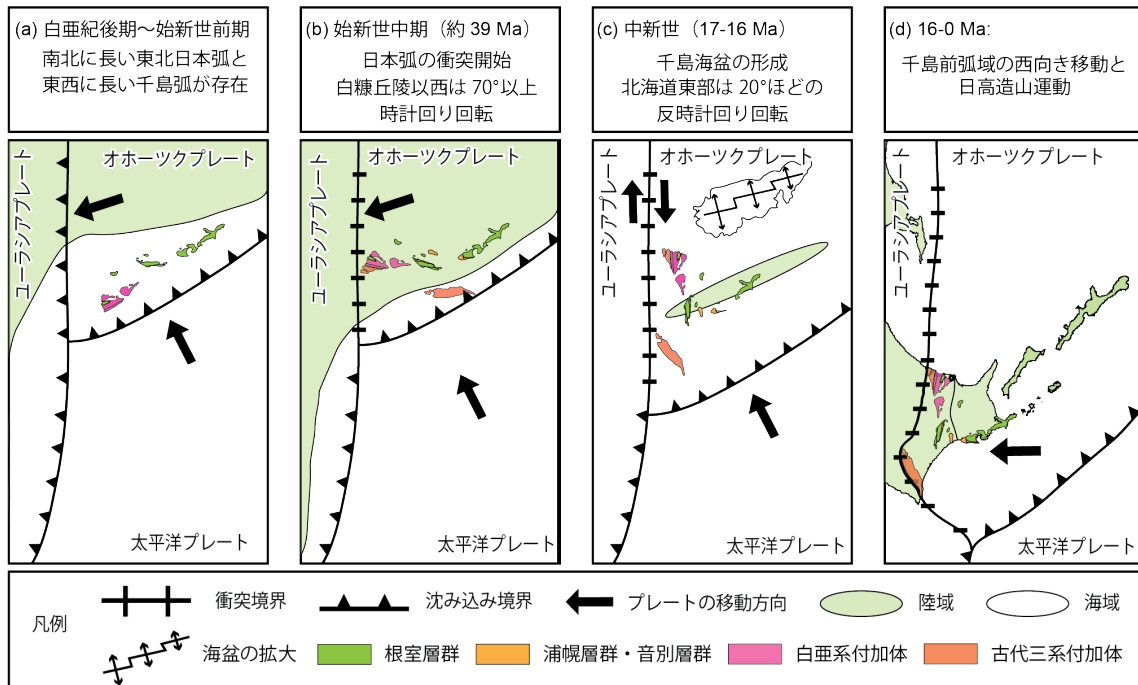 (a) 白亜紀後期～始新世前期
南北に長い東北日本弧と
東西に長い千島弧が存在
(b) 始新世中期（約 39 Ma）
日本弧の衝突開始
白糠丘陵以西は 70°以上
時計回り回転
(c) 中新世（17-16 Ma）
千島海盆の形成
北海道東部は 20°ほどの
反時計回り回転
(d) 16-0 Ma:
千島前弧域の西向き移動と
日高造山運動
ユーラシアプレート
オホーツクプレート
太平洋プレート
ユーラシアプレート
オホーツクプレート
太平洋プレート
ユーラシアプレート
オホーツクプレート
太平洋プレート
ユーラシアプレート
オホーツクプレート
太平洋プレート
凡例
衝突境界
沈み込み境界
プレートの移動方向
陸域
海域
海盆の拡大
根室層群
浦幌層群・音別層群
白亜系付加体
古代三系付加体